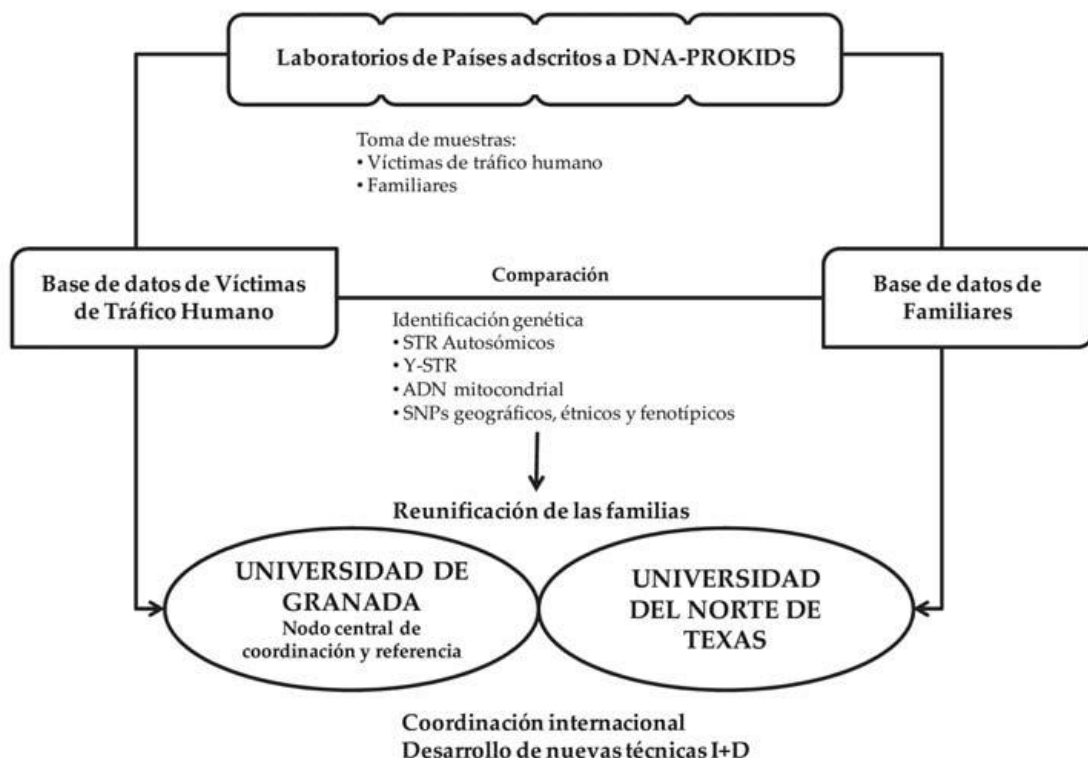 Laboratorios de Países adscritos a DNA-PROKIDS
Toma de muestras:
• Víctimas de tráfico humano
• Familiares
Base de datos de Víctimas
de Tráfico Humano
Comparación
Base de datos de
Familiares
Identificación genética
• STR Autosómicos
• Y-STR
• ADN mitocondrial
• SNPs geográficos, étnicos y fenotípicos
Reunificación de las familias
UNIVERSIDAD DE
GRANADA
Nodo central de
coordinación y referencia
UNIVERSIDAD
DEL NORTE DE
TEXAS
Coordinación internacional
Desarrollo de nuevas técnicas I+D